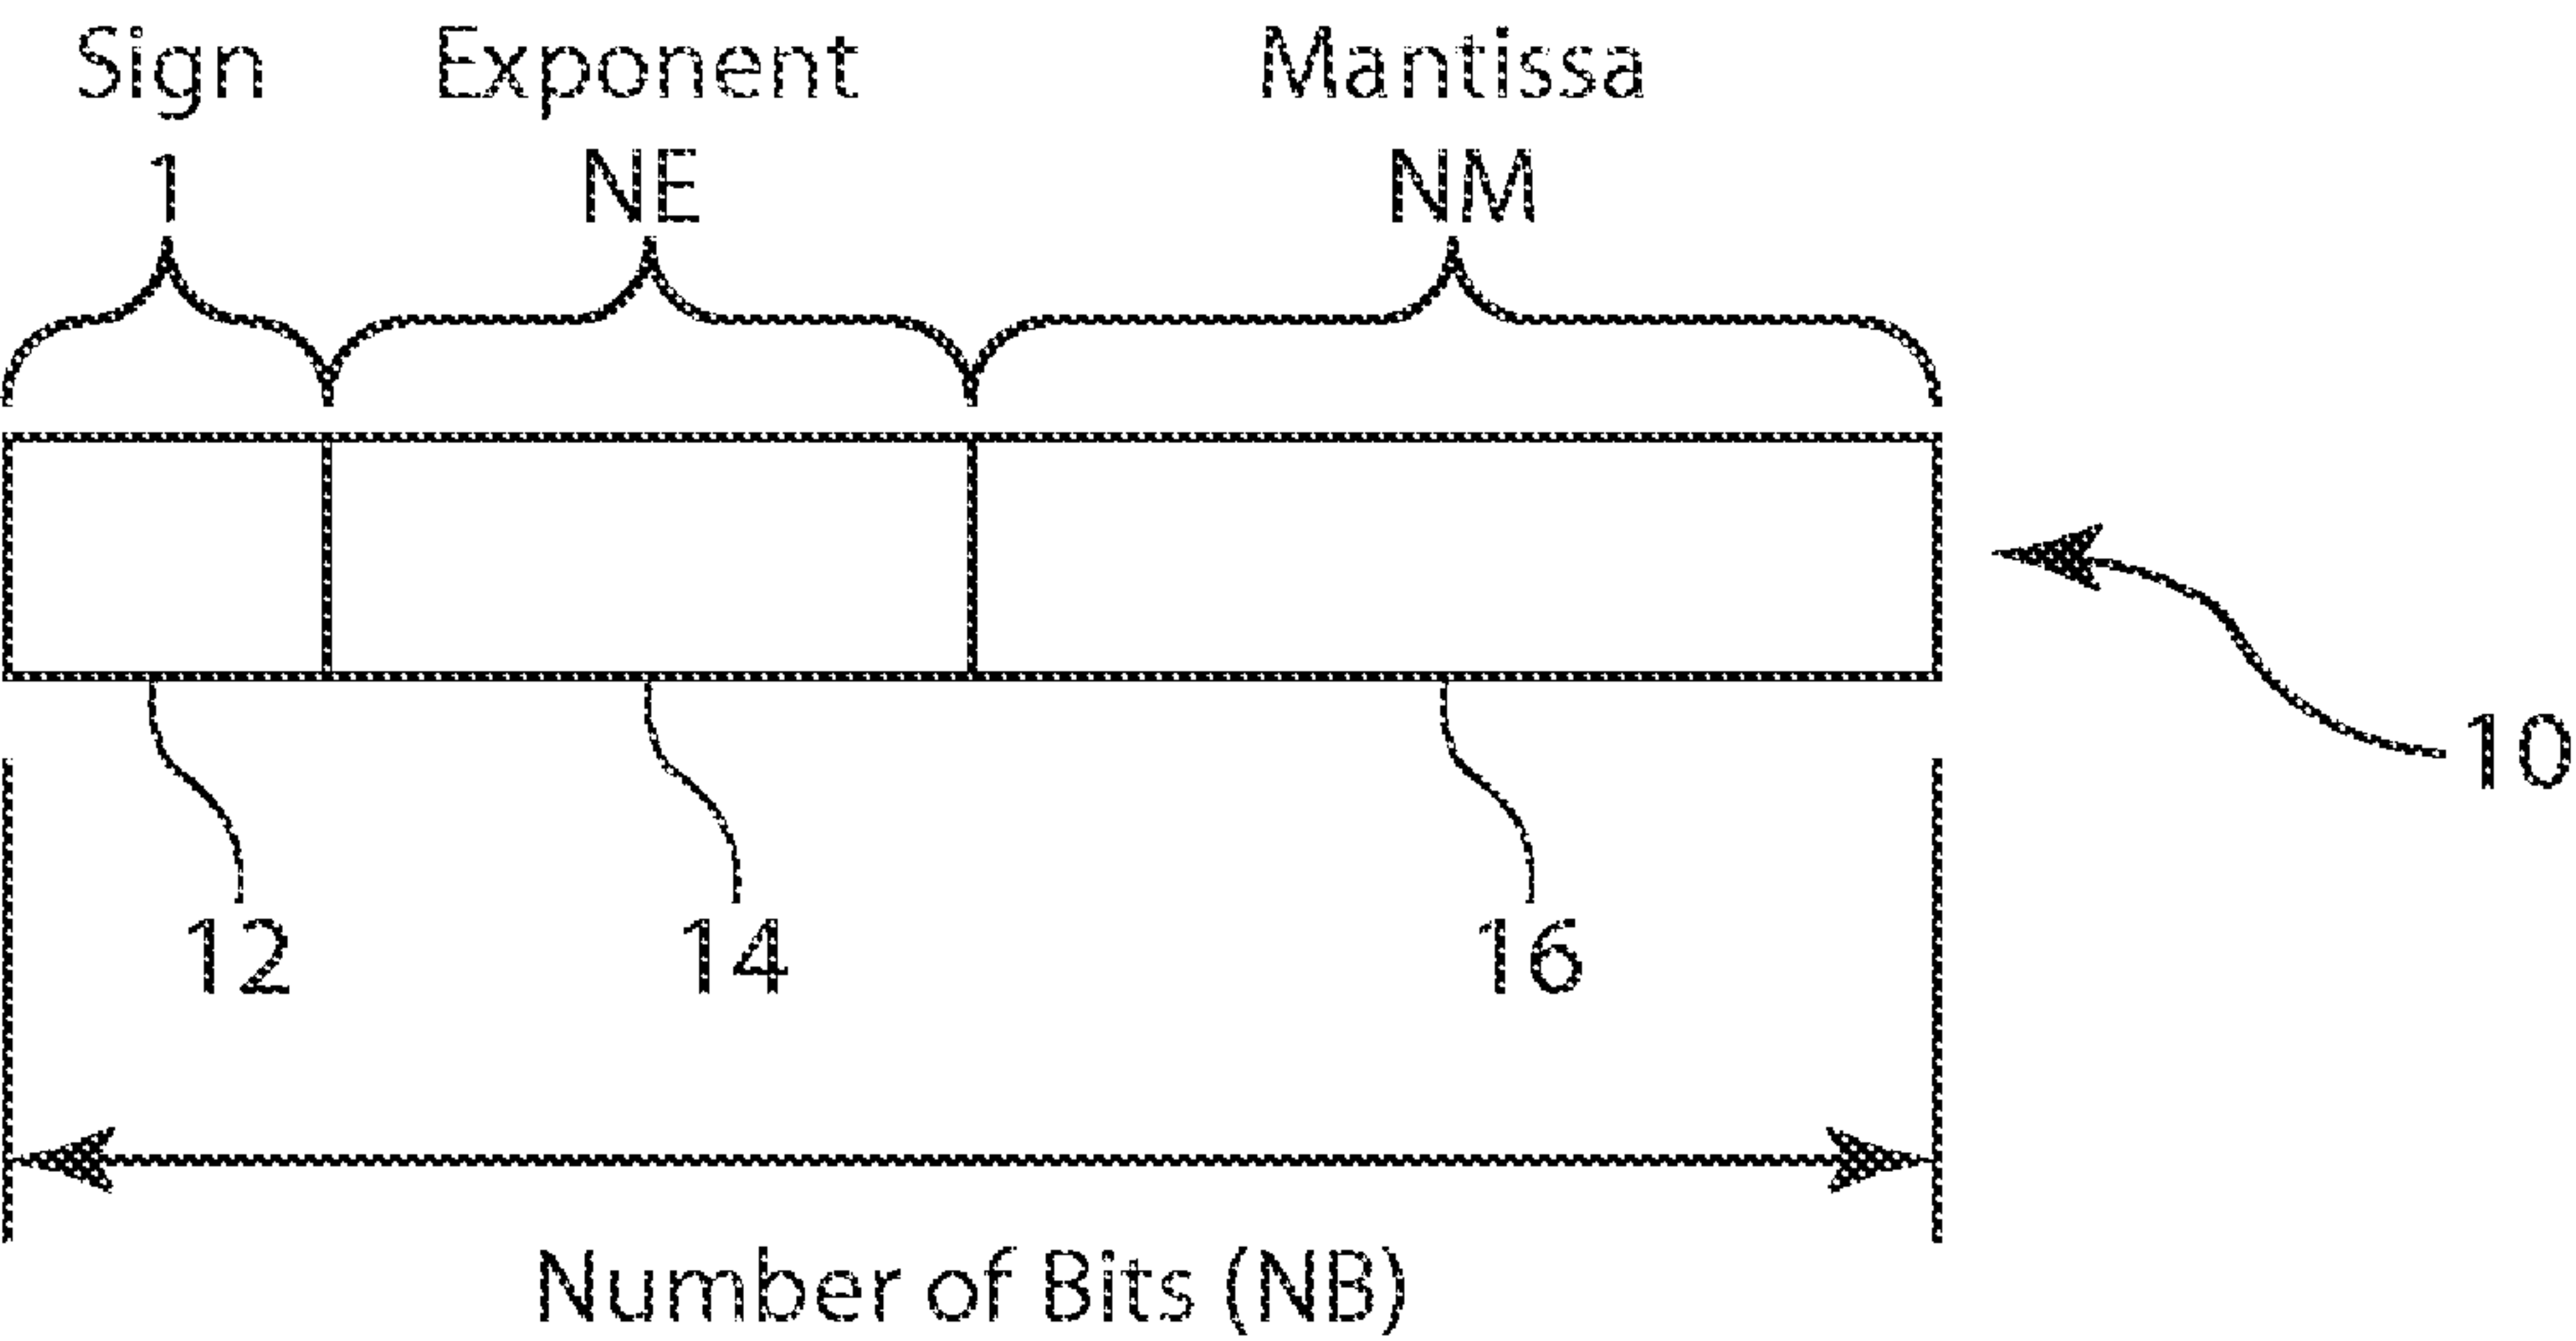 Sign Exponent Mantissa
1 NE NM
10
12 14 16
Number of Bits (NB)